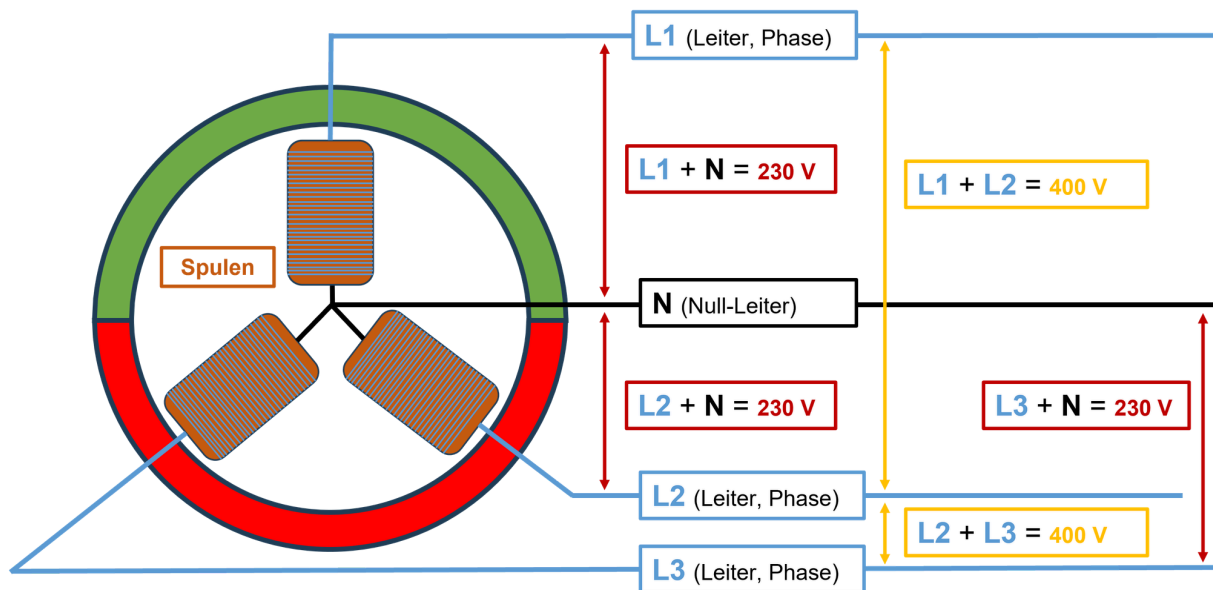 L1 (Leiter, Phase)
L1 + N = 230 V
L1 + L2 = 400 V
Spulen
N (Null-Leiter)
L2 + N = 230 V
L3 + N = 230 V
L2 (Leiter, Phase)
L2 + L3 = 400 V
L3 (Leiter, Phase)